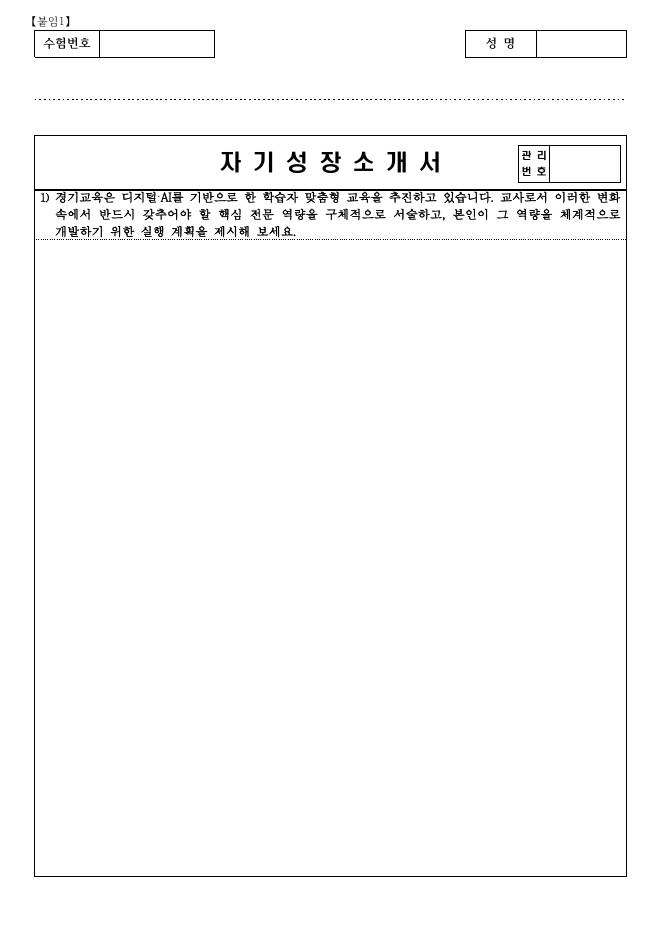 【붙임1】
수험번호
성 명
자 기 성 장 소 개 서
관 리
번 호
1) 경기교육은 디지털·AI를 기반으로 한 학습자 맞춤형 교육을 추진하고 있습니다. 교사로서 이러한 변화
속에서 반드시 갖추어야 할 핵심 전문 역량을 구체적으로 서술하고, 본인이 그 역량을 체계적으로
개발하기 위한 실행 계획을 제시해 보세요.